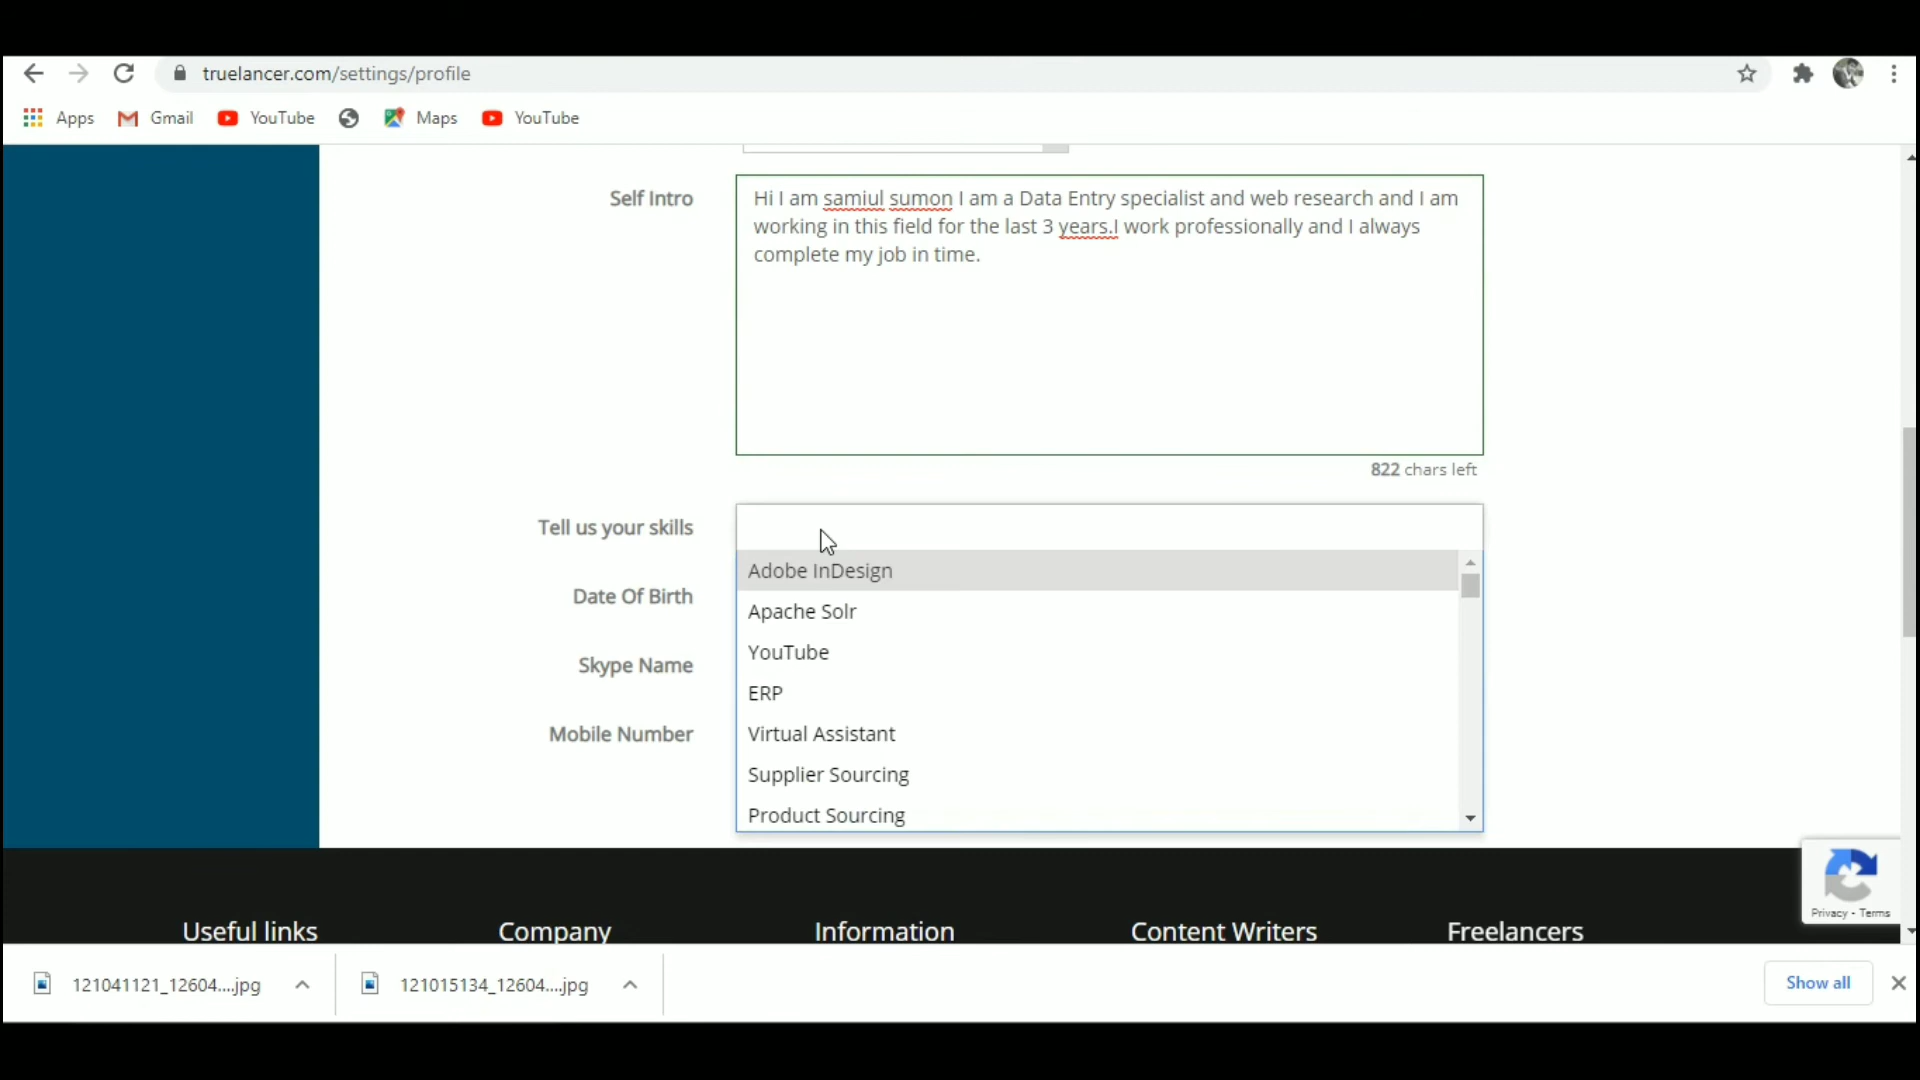 truelancer.com/settings/profile
Apps
Gmail
YouTube
Maps
YouTube
Self Intro
Hi I am samiul sumon I am a Data Entry specialist and web research and I am
working in this field for the last 3 years.I work professionally and I always
complete my job in time.
822 chars left
Tell us your skills
Adobe InDesign
Apache Solr
Date Of Birth
YouTube
Skype Name
ERP
Mobile Number
Virtual Assistant
Supplier Sourcing
Product Sourcing
Privacy - Terms
Useful links
Company
Information
Content Writers
Freelancers
121041121_12604....jpg
121015134_12604....jpg
Show all